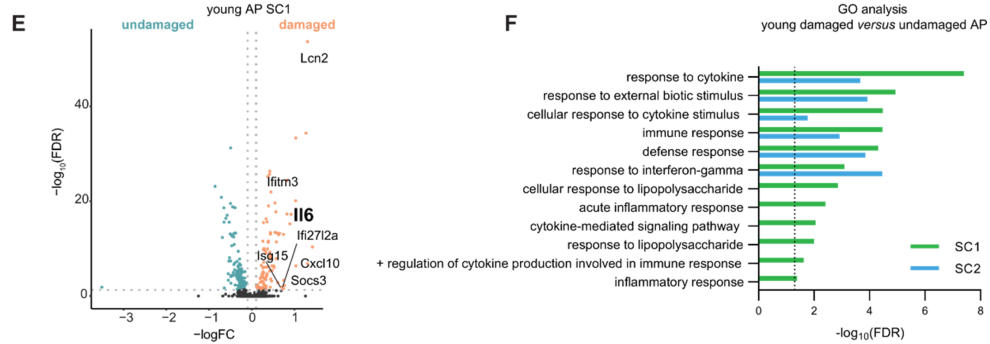 E
young AP SC1
undamaged
damaged
Lcn2
Ifitm3
Il6
Ifi27l2a
Isg15
Cxcl10
Socs3
−log10(FDR)
40
20
0
−3
−2
−1
0
1
−logFC
F
GO analysis
young damaged versus undamaged AP
response to cytokine
response to external biotic stimulus
cellular response to cytokine stimulus
immune response
defense response
response to interferon-gamma
cellular response to lipopolysaccharide
acute inflammatory response
cytokine-mediated signaling pathway
response to lipopolysaccharide
+ regulation of cytokine production involved in immune response
inflammatory response
SC1
SC2
0
2
4
6
8
-log10(FDR)